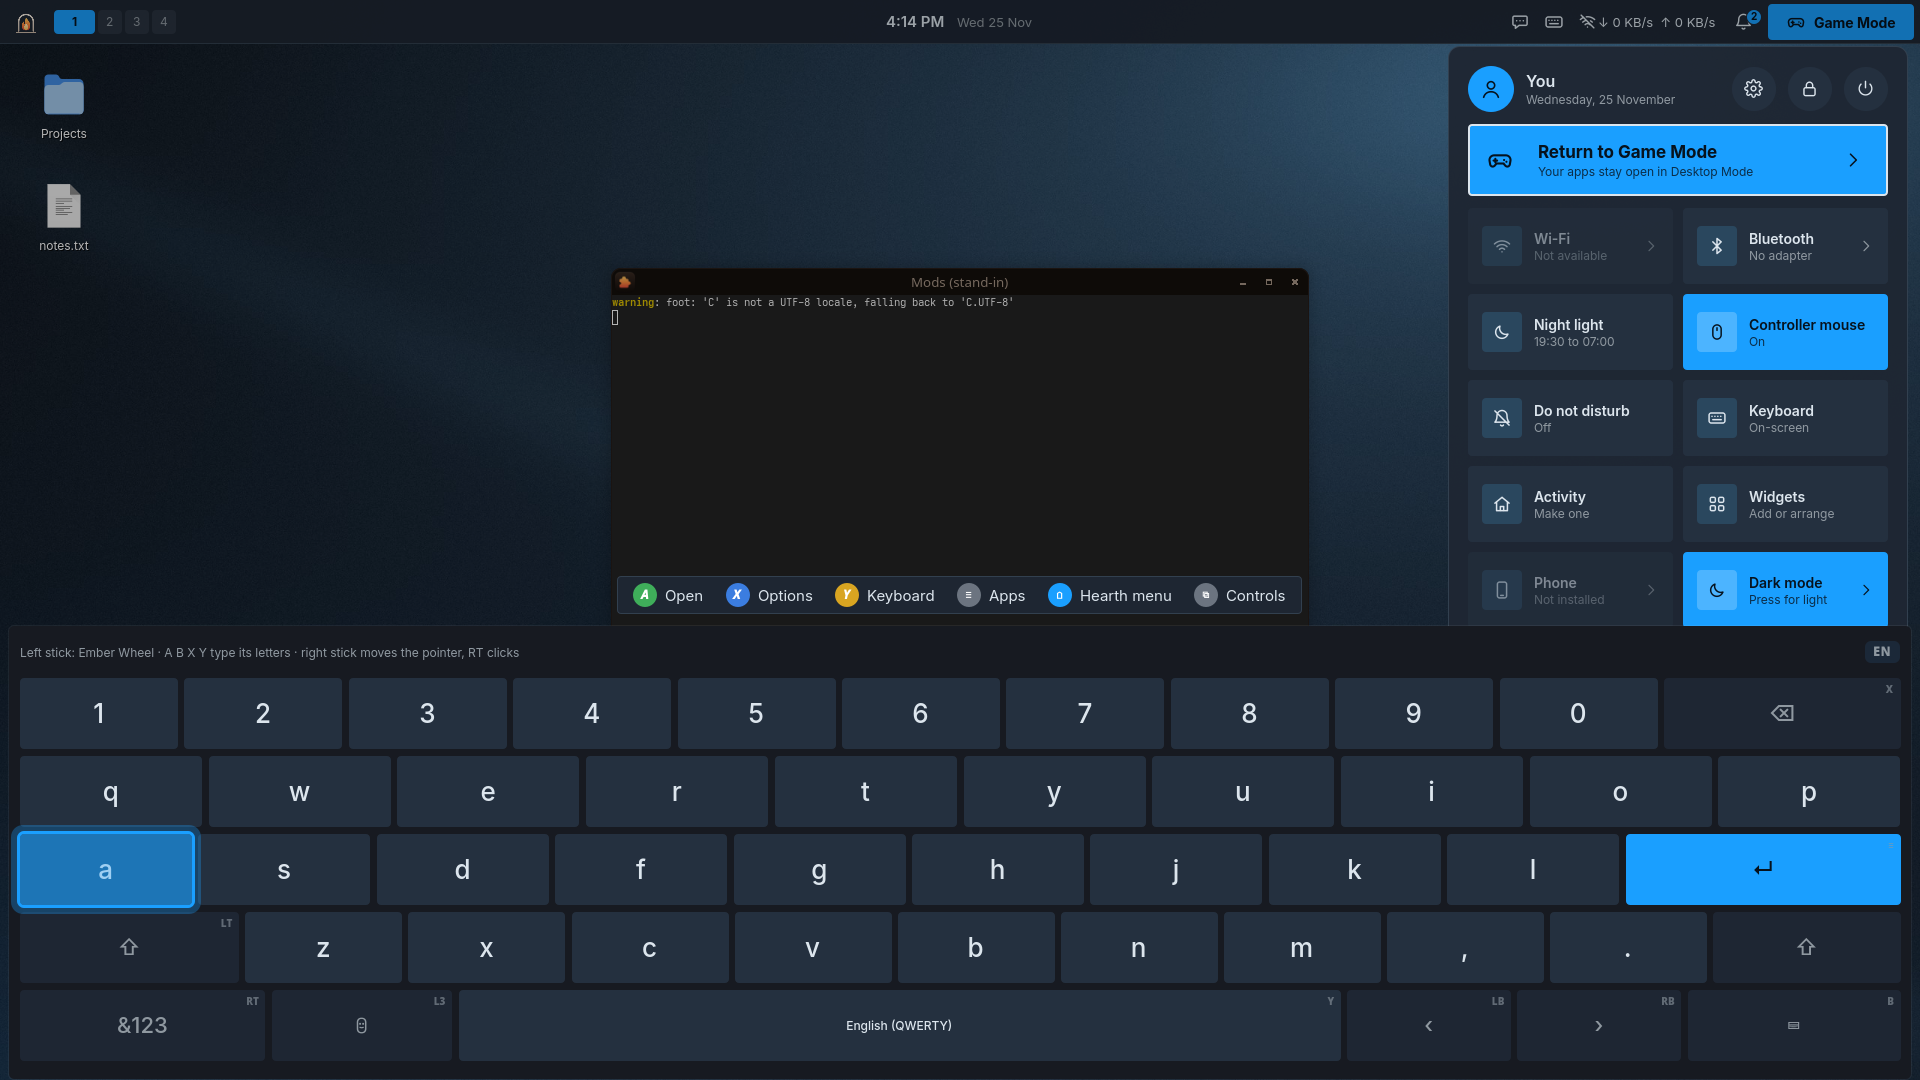 1 2 3 4
4:14 PM Wed 25 Nov
↓ 0 KB/s ↑ 0 KB/s
2
Game Mode
Projects
notes.txt
Mods (stand-in)
warning: foot: 'C' is not a UTF-8 locale, falling back to 'C.UTF-8'
A Open X Options Y Keyboard Apps Hearth menu Controls
You
Wednesday, 25 November
Return to Game Mode
Your apps stay open in Desktop Mode
Wi-Fi
Not available
Bluetooth
No adapter
Night light
19:30 to 07:00
Controller mouse
On
Do not disturb
Off
Keyboard
On-screen
Activity
Make one
Widgets
Add or arrange
Phone
Not installed
Dark mode
Press for light
Left stick: Ember Wheel · A B X Y type its letters · right stick moves the pointer, RT clicks
EN
1 2 3 4 5 6 7 8 9 0 X
q w e r t y u i o p
a s d f g h j k l
LT z x c v b n m , .
&123 RT L3 English (QWERTY) Y ‹ LB › RB B